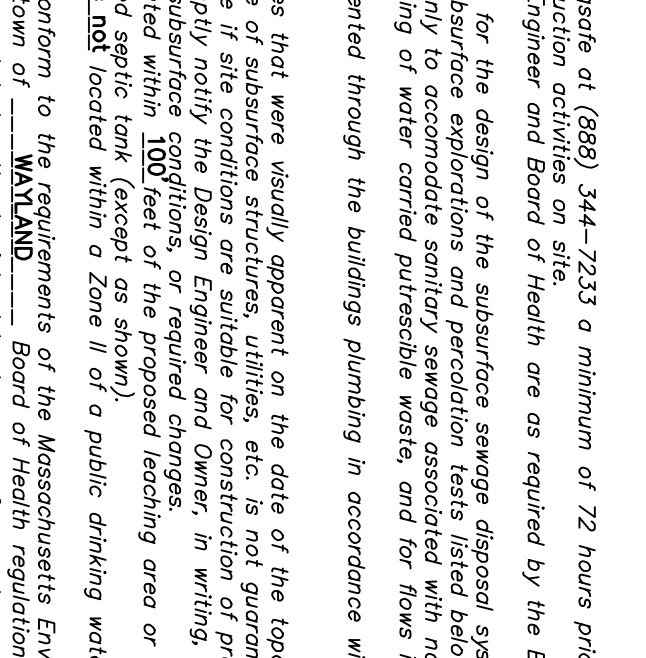 gsafe at (888) 344-7233 a minimum of 72 hours prio
uction activities on site.
Engineer and Board of Health are as required by the
for the design of the subsurface sewage disposal sys
bsurface explorations and percolation tests listed belo
nly to accomodate sanitary sewage associated with no
ing of water carried putrescible waste, and for flows
ented through the buildings plumbing in accordance wi
es that were visually apparent on the date of the topo
e of subsurface structures, utilities, etc. is not guaran
e if site conditions are suitable for construction of pr
ptly notify the Design Engineer and Owner, in writing,
subsurface conditions, or required changes.
ted within 100' feet of the proposed leaching area or
d septic tank (except as shown).
not located within a Zone II of a public drinking wate
onform to the requirements of the Massachusetts Env
town of WAYLAND Board of Health regulation